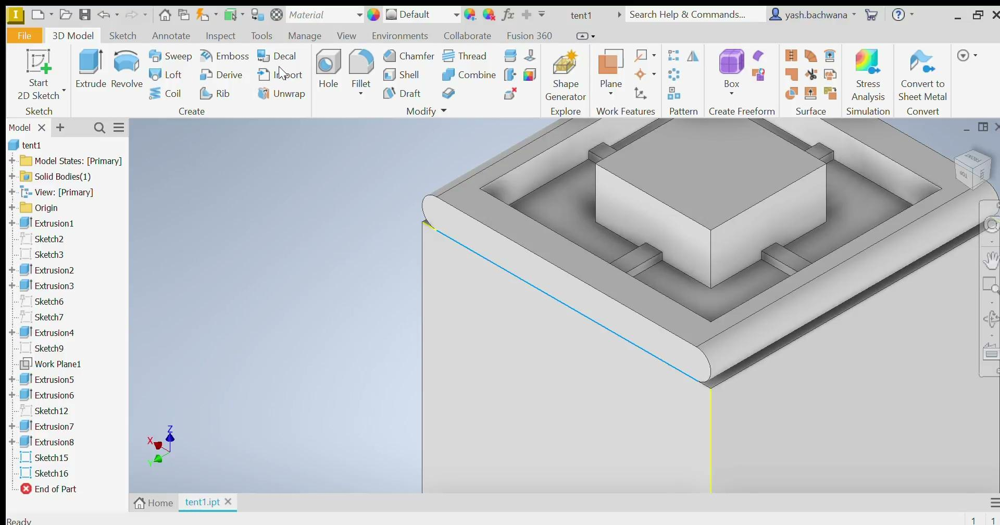 I Material Default fx tent1 Search Help & Commands... yash.bachwana ?
File 3D Model Sketch Annotate Inspect Tools Manage View Environments Collaborate Fusion 360
Start
2D Sketch
Sketch
Extrude Revolve
Sweep Emboss Decal
Loft Derive Import
Coil Rib Unwrap
Create
Hole Fillet
Chamfer Thread
Shell Combine
Draft
Modify
Shape
Generator
Explore
Plane
Work Features
Pattern
Box
Create Freeform
Surface
Stress
Analysis
Simulation
Convert to
Sheet Metal
Convert
Model
tent1
Model States: [Primary]
Solid Bodies(1)
View: [Primary]
Origin
Extrusion1
Sketch2
Sketch3
Extrusion2
Extrusion3
Sketch6
Sketch7
Extrusion4
Sketch9
Work Plane1
Extrusion5
Extrusion6
Sketch12
Extrusion7
Extrusion8
Sketch15
Sketch16
End of Part
FRONT
TOP
Z
X
Y
Home tent1.ipt
Ready 1 1